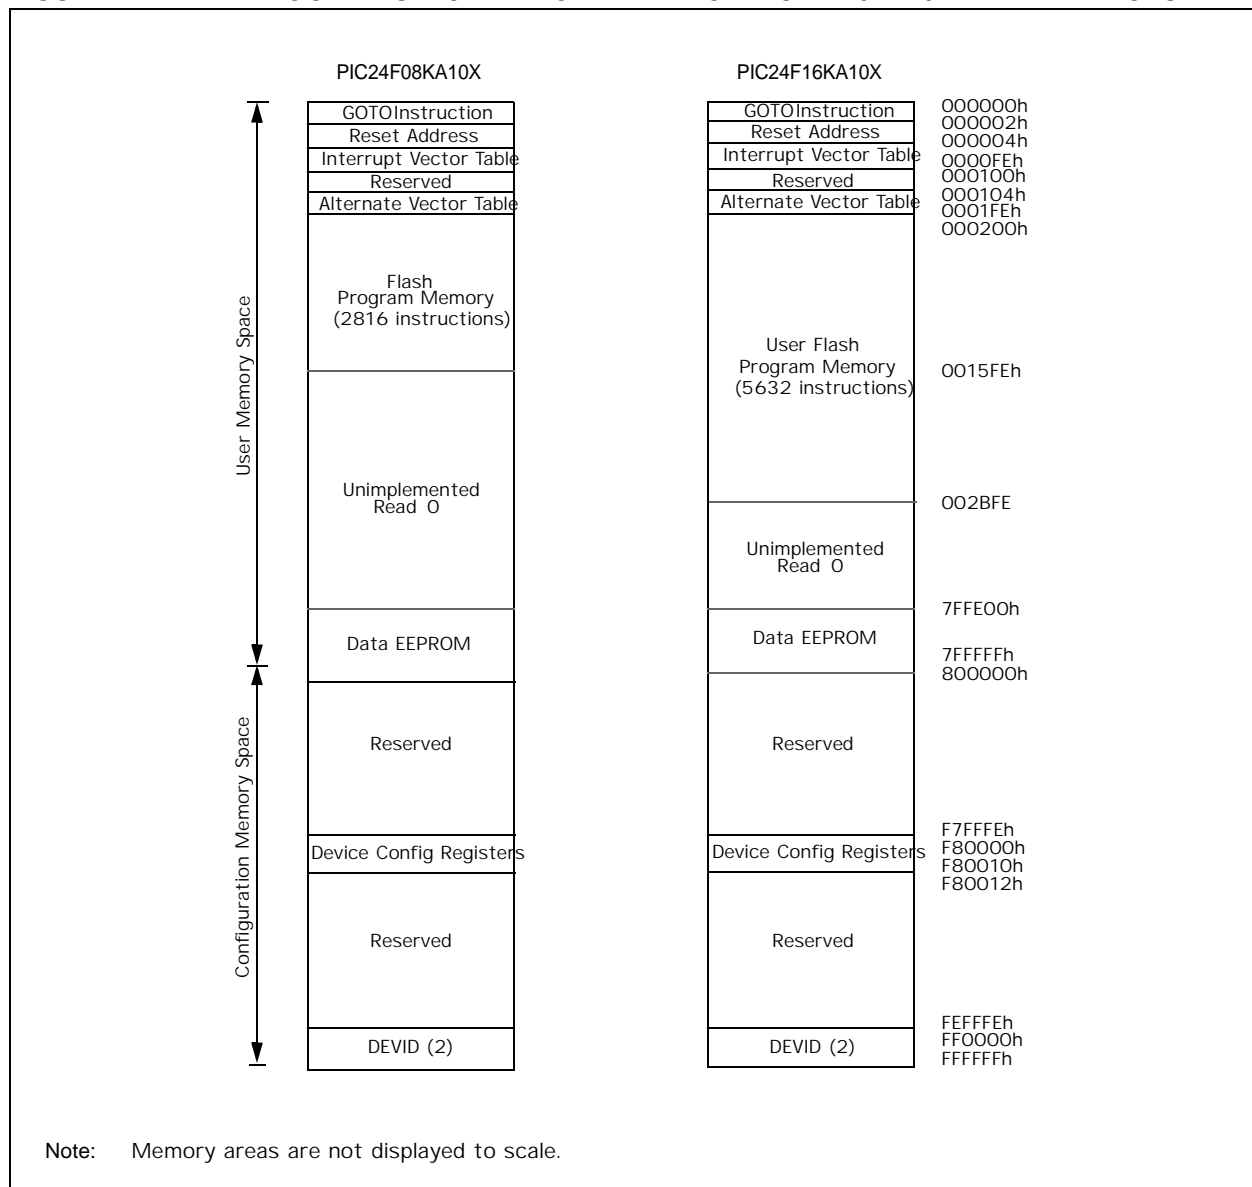 PIC24F08KA10X
GOTOInstruction
Reset Address
Interrupt Vector Table
Reserved
Alternate Vector Table
Flash
Program Memory
(2816 instructions)
Unimplemented
Read 0
Data EEPROM
Reserved
Device Config Registers
Reserved
DEVID (2)
User Memory Space
Configuration Memory Space
PIC24F16KA10X
GOTOInstruction
Reset Address
Interrupt Vector Table
Reserved
Alternate Vector Table
User Flash
Program Memory
(5632 instructions)
Unimplemented
Read 0
Data EEPROM
Reserved
Device Config Registers
Reserved
DEVID (2)
000000h
000002h
000004h
0000FEh
000100h
000104h
0001FEh
000200h
0015FEh
002BFE
7FFE00h
7FFFFFh
800000h
F7FFFEh
F80000h
F80010h
F80012h
FEFFFEh
FF0000h
FFFFFFh
Note: Memory areas are not displayed to scale.